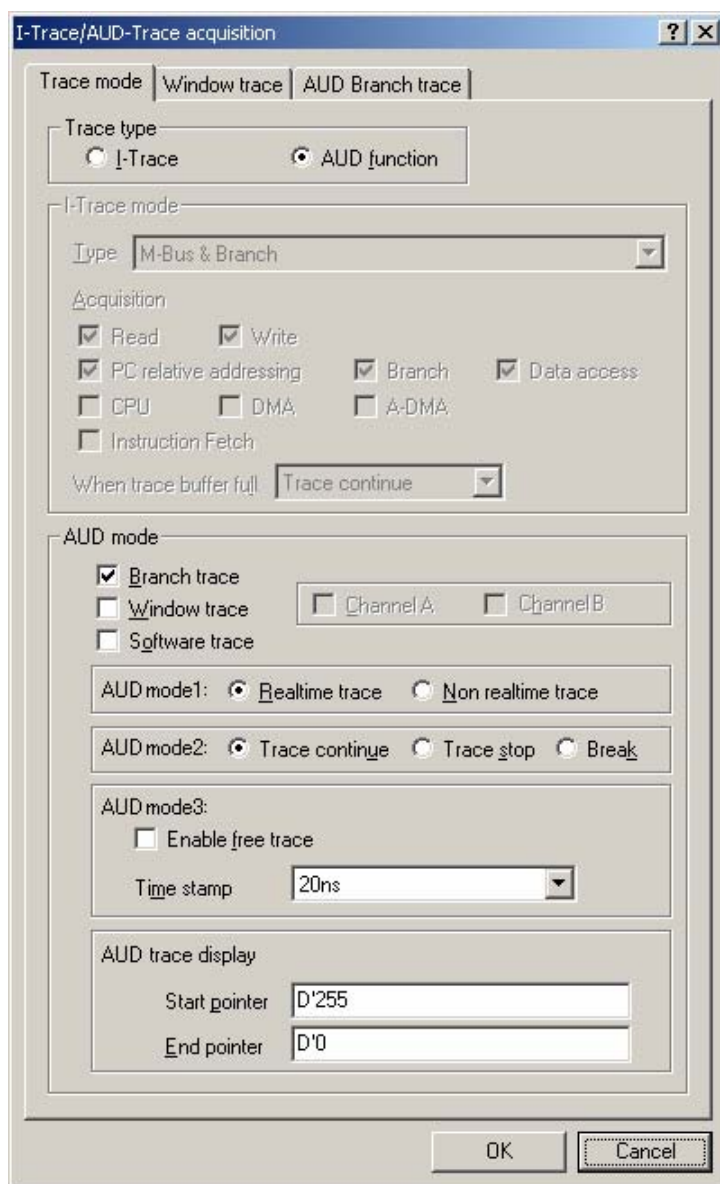 I-Trace/AUD-Trace acquisition
Trace mode Window trace AUD Branch trace
Trace type
I-Trace AUD function
I-Trace mode
Type M-Bus & Branch
Acquisition
Read Write
PC relative addressing Branch Data access
CPU DMA A-DMA
Instruction Fetch
When trace buffer full Trace continue
AUD mode
Branch trace
Window trace Channel A Channel B
Software trace
AUD mode1: Realtime trace Non realtime trace
AUD mode2: Trace continue Trace stop Break
AUD mode3:
Enable free trace
Time stamp 20ns
AUD trace display
Start pointer D'255
End pointer D'0
OK Cancel